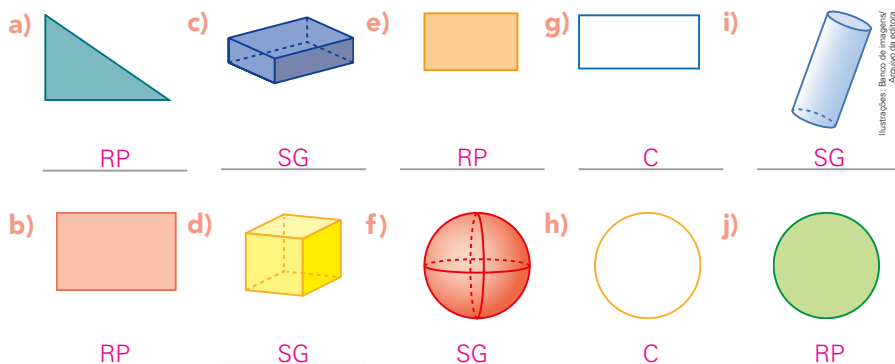 a)
c)
e)
g)
i)
Ilustrações: Banco de imagens/
Arquivo da editora
RP
SG
RP
C
SG
b)
d)
f)
h)
j)
RP
SG
SG
C
RP